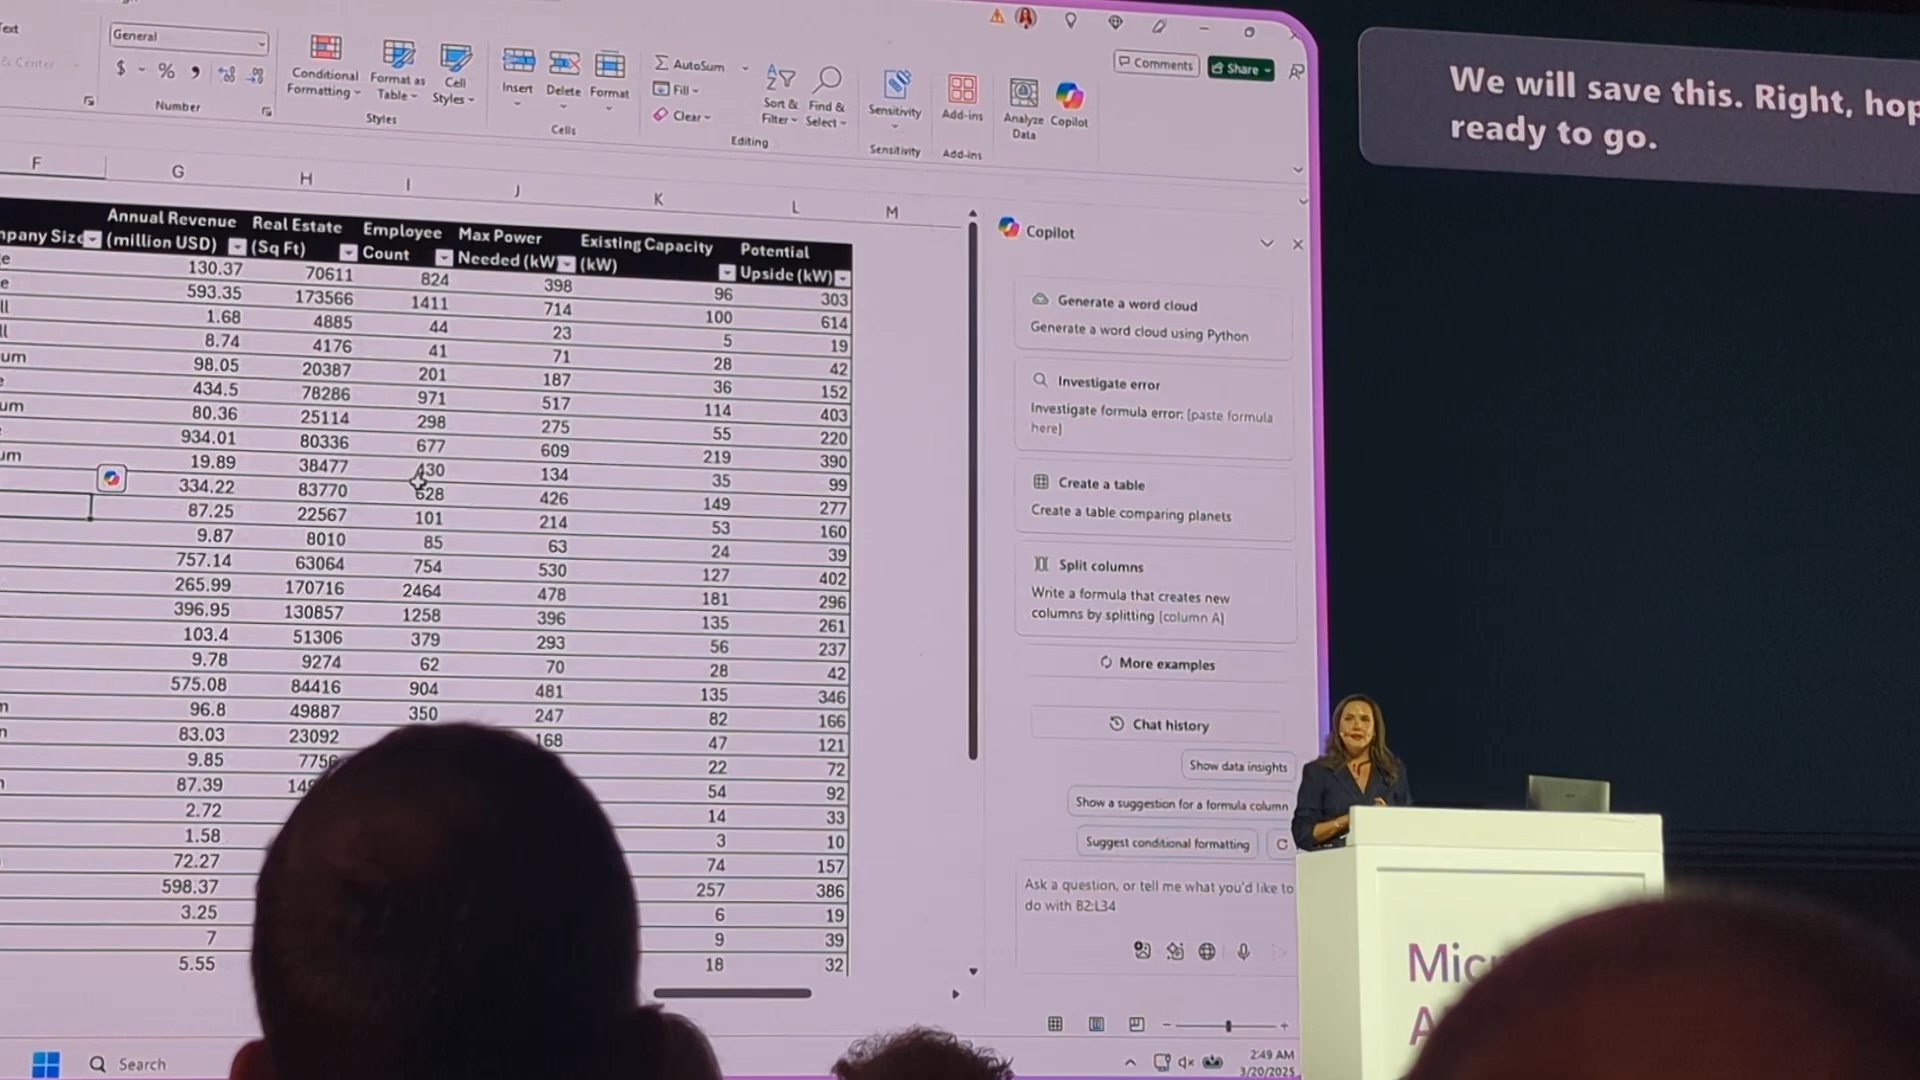 General
$ % ,
Number
Conditional
Formatting
Format as
Table
Cell
Styles
Styles
Insert
Delete
Format
Cells
AutoSum
Fill
Clear
Sort &
Filter
Find &
Select
Editing
Sensitivity
Sensitivity
Add-ins
Add-ins
Analyze
Data
Copilot
Comments
Share
We will save this. Right,
ready to go.
F G H I J K L M
Annual Revenue
(million USD)
Real Estate
(Sq Ft)
Employee
Count
Max Power
Needed (kW
Existing Capacity
(kW)
Potential
Upside (kW)
130.37 70611 824 398 96 303
593.35 173566 1411 714 100 614
1.68 4885 44 23 5 19
8.74 4176 41 71 28 42
98.05 20387 201 187 36 152
434.5 78286 971 517 114 403
80.36 25114 298 275 55 220
934.01 80336 677 609 219 390
19.89 38477 430 134 35 99
334.22 83770 628 426 149 277
87.25 22567 101 214 53 160
9.87 8010 85 63 24 39
757.14 63064 754 530 127 402
265.99 170716 2464 478 181 296
396.95 130857 1258 396 135 261
103.4 51306 379 293 56 237
9.78 9274 62 70 28 42
575.08 84416 904 481 135 346
96.8 49887 350 247 82 166
83.03 23092 168 47 121
9.85 22 72
87.39 54 92
2.72 14 33
1.58 3 10
72.27 74 157
598.37 257 386
3.25 6 19
7 9 39
5.55 18 32
Copilot
Generate a word cloud
Generate a word cloud using Python
Investigate error
Investigate formula error: [paste formula
here]
Create a table
Create a table comparing planets
Split columns
Write a formula that creates new
columns by splitting [column A]
More examples
Chat history
Show data insights
Show a suggestion for a formula column
Suggest conditional formatting
Ask a question, or tell me what you'd like to
do with B2:L34
Search
2:49 AM
3/20/2025